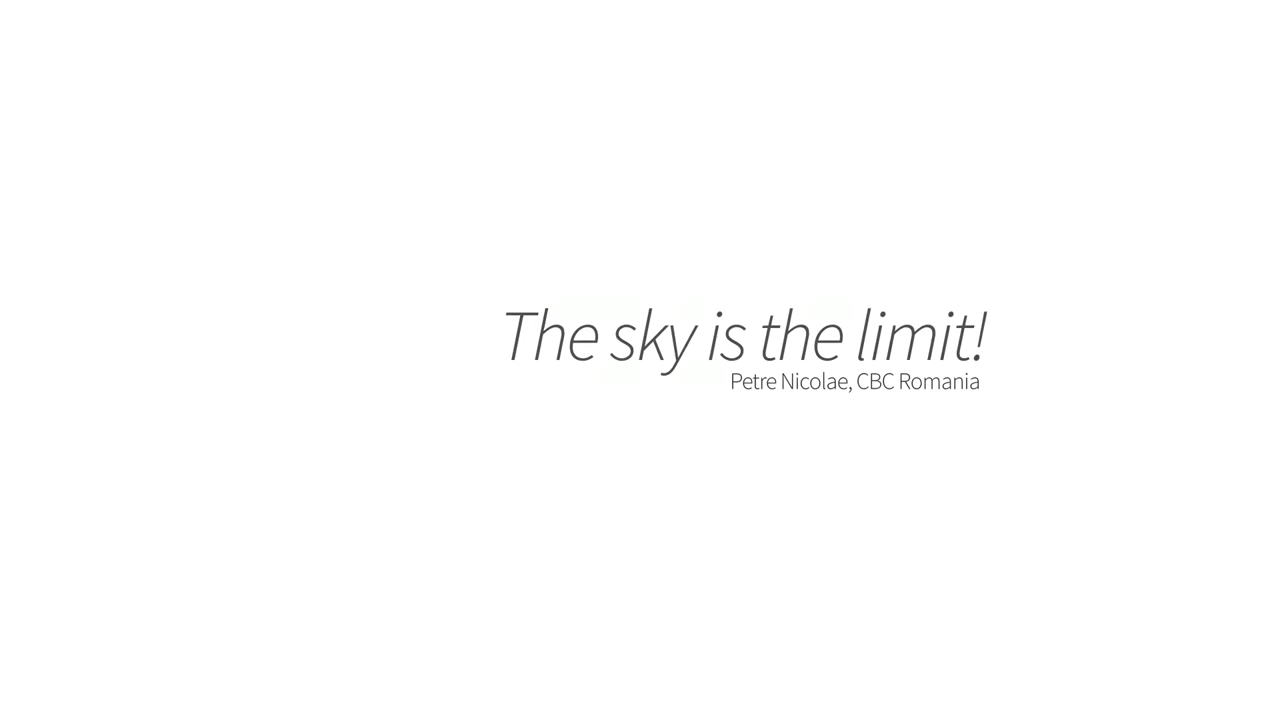 The sky is the limit!
Petre Nicolae, CBC Romania